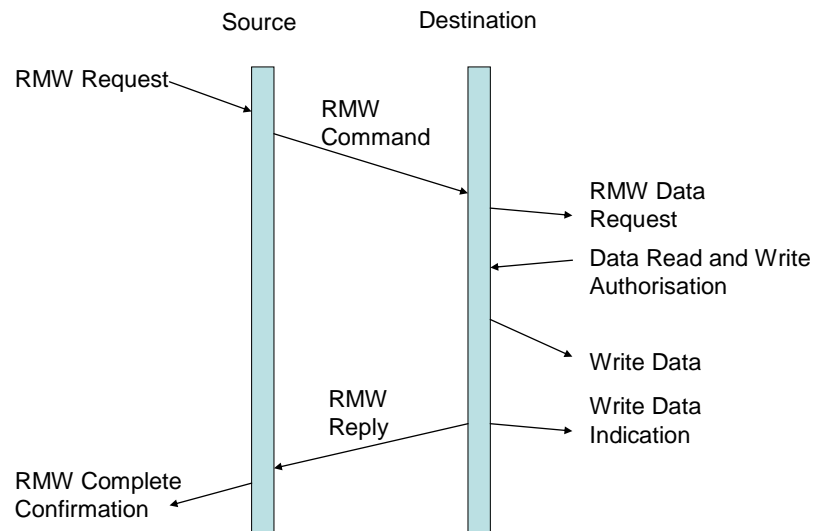 Source
Destination
RMW Request
RMW
Command
RMW Data
Request
Data Read and Write
Authorisation
Write Data
RMW
Reply
Write Data
Indication
RMW Complete
Confirmation